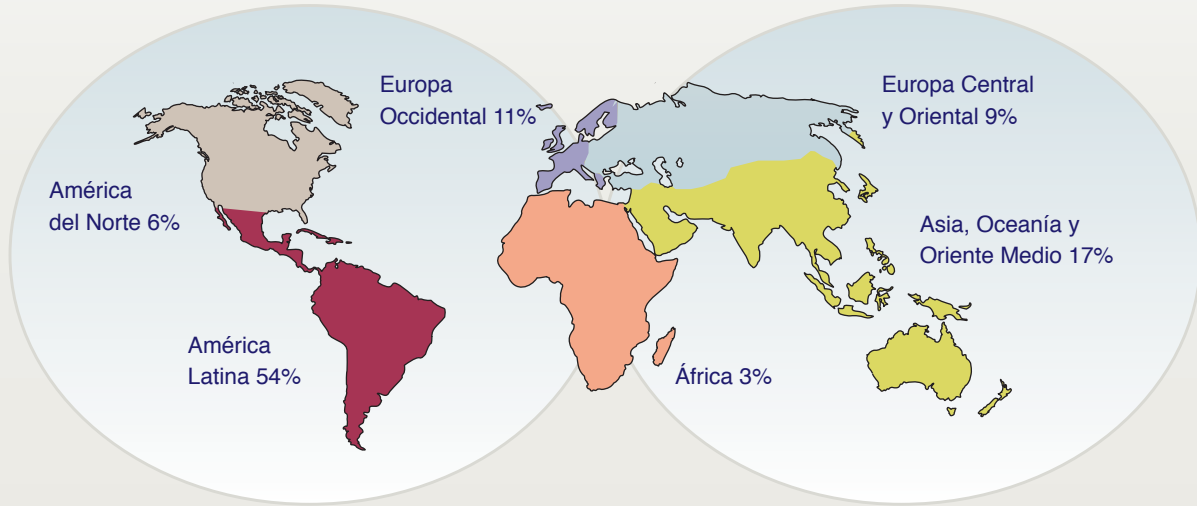 Europa
Occidental 11%
Europa Central
y Oriental 9%
América
del Norte 6%
Asia, Oceanía y
Oriente Medio 17%
América
Latina 54%
África 3%